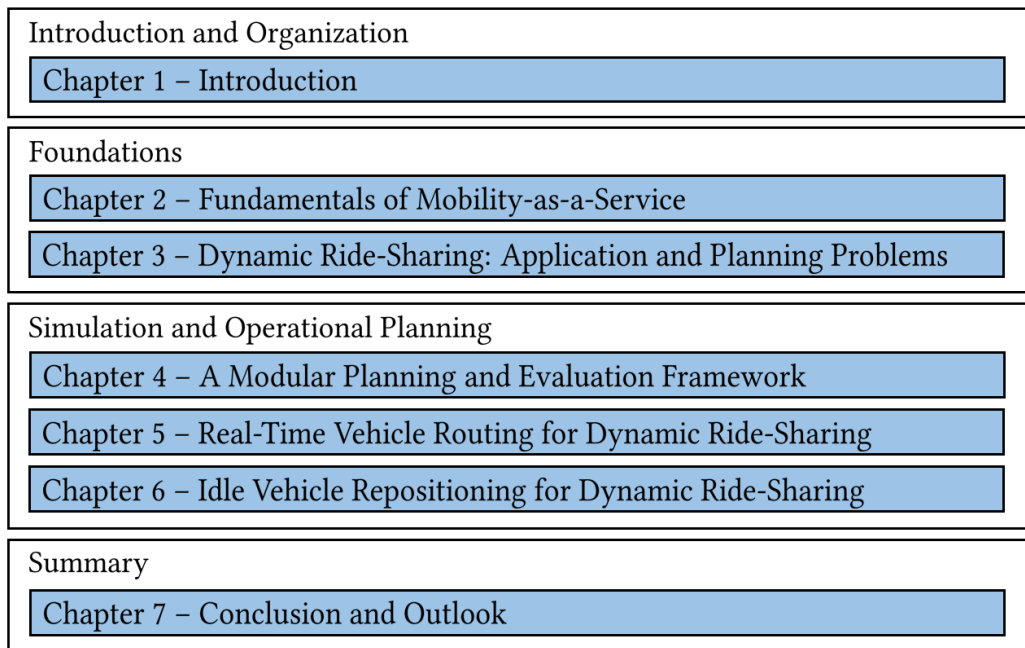 Introduction and Organization
Chapter 1 – Introduction
Foundations
Chapter 2 – Fundamentals of Mobility-as-a-Service
Chapter 3 – Dynamic Ride-Sharing: Application and Planning Problems
Simulation and Operational Planning
Chapter 4 – A Modular Planning and Evaluation Framework
Chapter 5 – Real-Time Vehicle Routing for Dynamic Ride-Sharing
Chapter 6 – Idle Vehicle Repositioning for Dynamic Ride-Sharing
Summary
Chapter 7 – Conclusion and Outlook